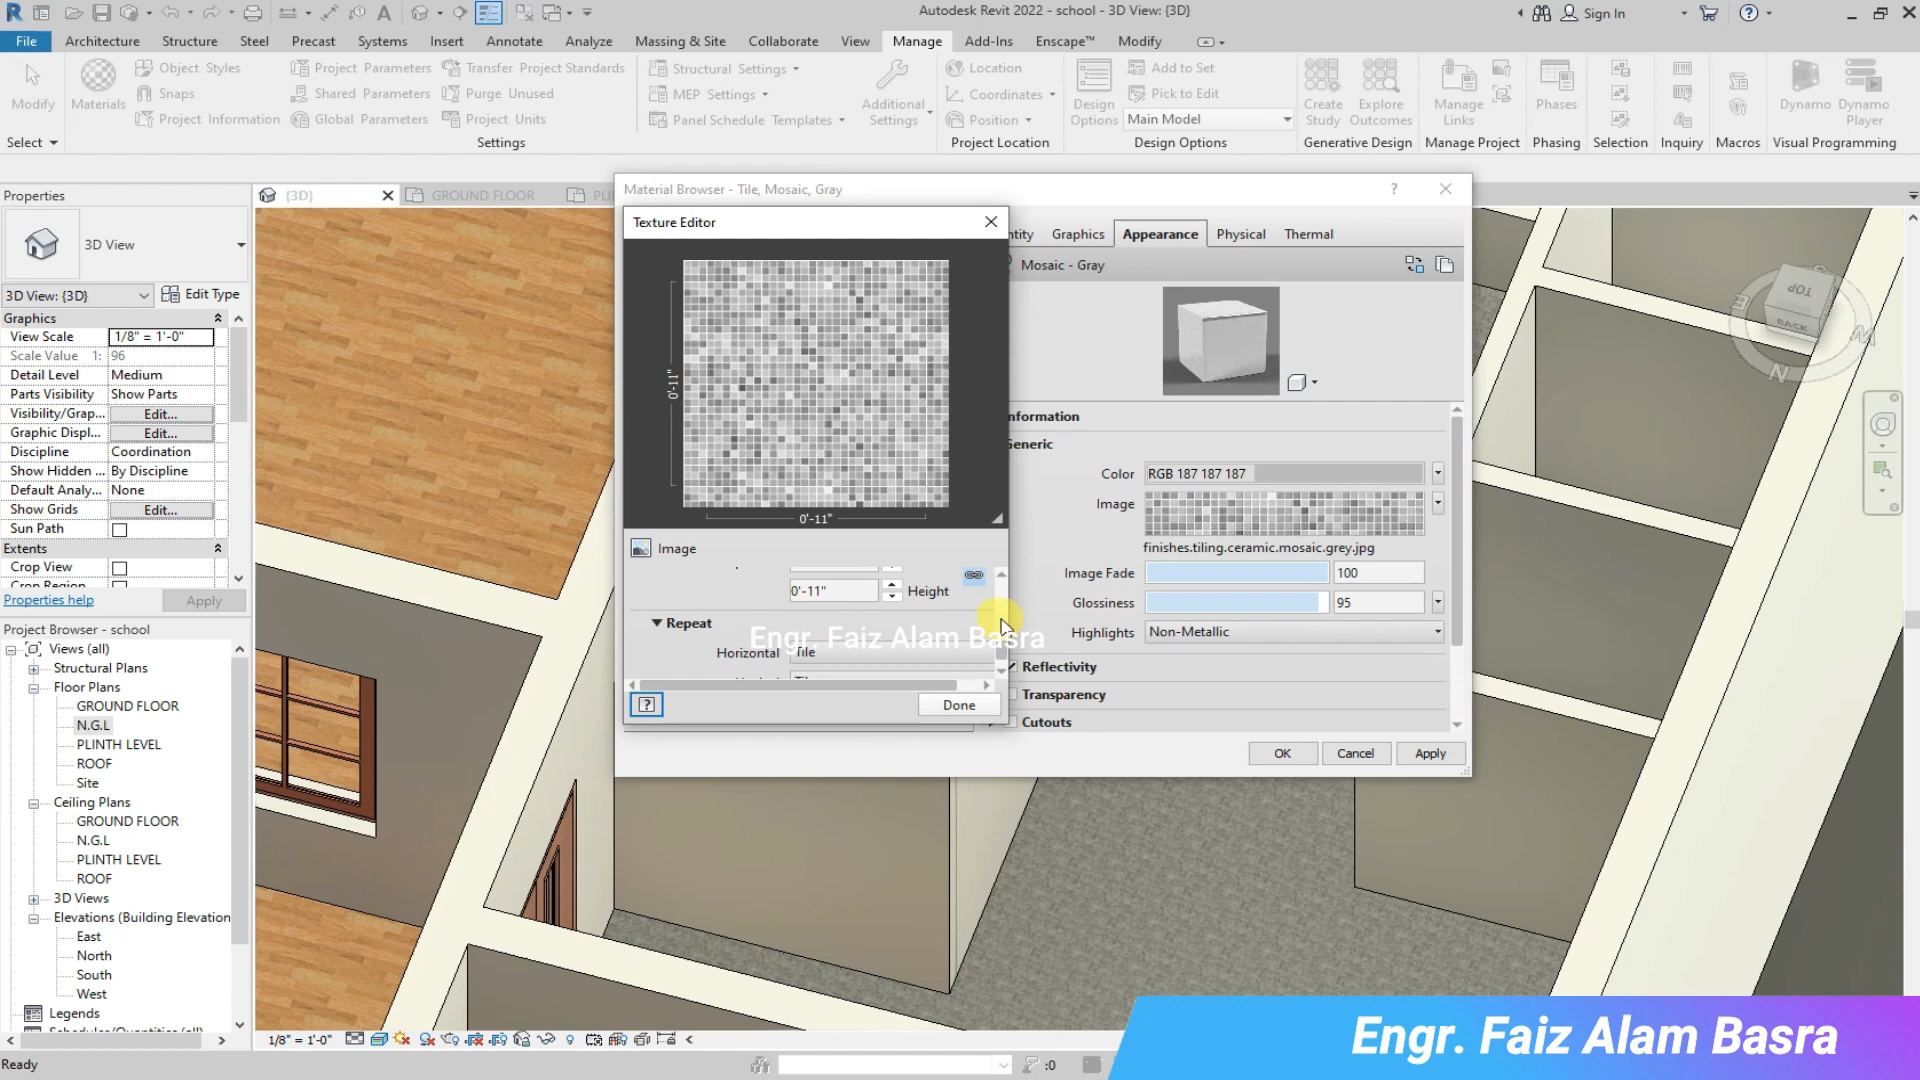 Autodesk Revit 2022 - school - 3D View: {3D}
Sign In
File Architecture Structure Steel Precast Systems Insert Annotate Analyze Massing & Site Collaborate View Manage Add-Ins Enscape™ Modify
Modify
Materials
Object Styles
Snaps
Project Information
Project Parameters
Shared Parameters
Global Parameters
Transfer Project Standards
Purge Unused
Project Units
Structural Settings
MEP Settings
Panel Schedule Templates
Additional
Settings
Location
Coordinates
Position
Design
Options
Add to Set
Pick to Edit
Main Model
Create
Study
Explore
Outcomes
Manage
Links
Phases
Dynamo
Dynamo
Player
Select Settings Project Location Design Options Generative Design Manage Project Phasing Selection Inquiry Macros Visual Programming
Properties
{3D}
GROUND FLOOR
PLI
3D View
3D View: {3D}
Edit Type
Graphics
View Scale 1/8" = 1'-0"
Scale Value 1: 96
Detail Level Medium
Parts Visibility Show Parts
Visibility/Grap... Edit...
Graphic Displ... Edit...
Discipline Coordination
Show Hidden ... By Discipline
Default Analy... None
Show Grids Edit...
Sun Path
Extents
Crop View
Crop Region
Properties help
Apply
Project Browser - school
Views (all)
Structural Plans
Floor Plans
GROUND FLOOR
N.G.L
PLINTH LEVEL
ROOF
Site
Ceiling Plans
GROUND FLOOR
N.G.L
PLINTH LEVEL
ROOF
3D Views
Elevations (Building Elevation
East
North
South
West
Legends
Schedules/Quantities (all)
Material Browser - Tile, Mosaic, Gray
Texture Editor
0'-11"
0'-11"
Image
0'-11" Height
Repeat
Horizontal Tile
Done
ntity Graphics Appearance Physical Thermal
Mosaic - Gray
nformation
Generic
Color RGB 187 187 187
Image
finishes.tiling.ceramic.mosaic.grey.jpg
Image Fade 100
Glossiness 95
Highlights Non-Metallic
Reflectivity
Transparency
Cutouts
OK Cancel Apply
Engr. Faiz Alam Basra
TOP
BACK
N
1/8" = 1'-0"
Ready
:0
Engr. Faiz Alam Basra